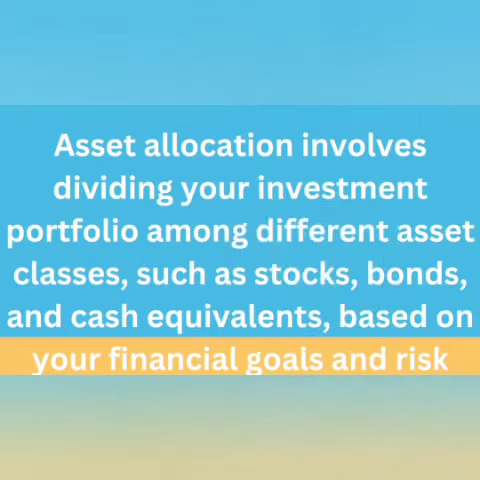 Asset allocation involves
dividing your investment
portfolio among different asset
classes, such as stocks, bonds,
and cash equivalents, based on
your financial goals and risk